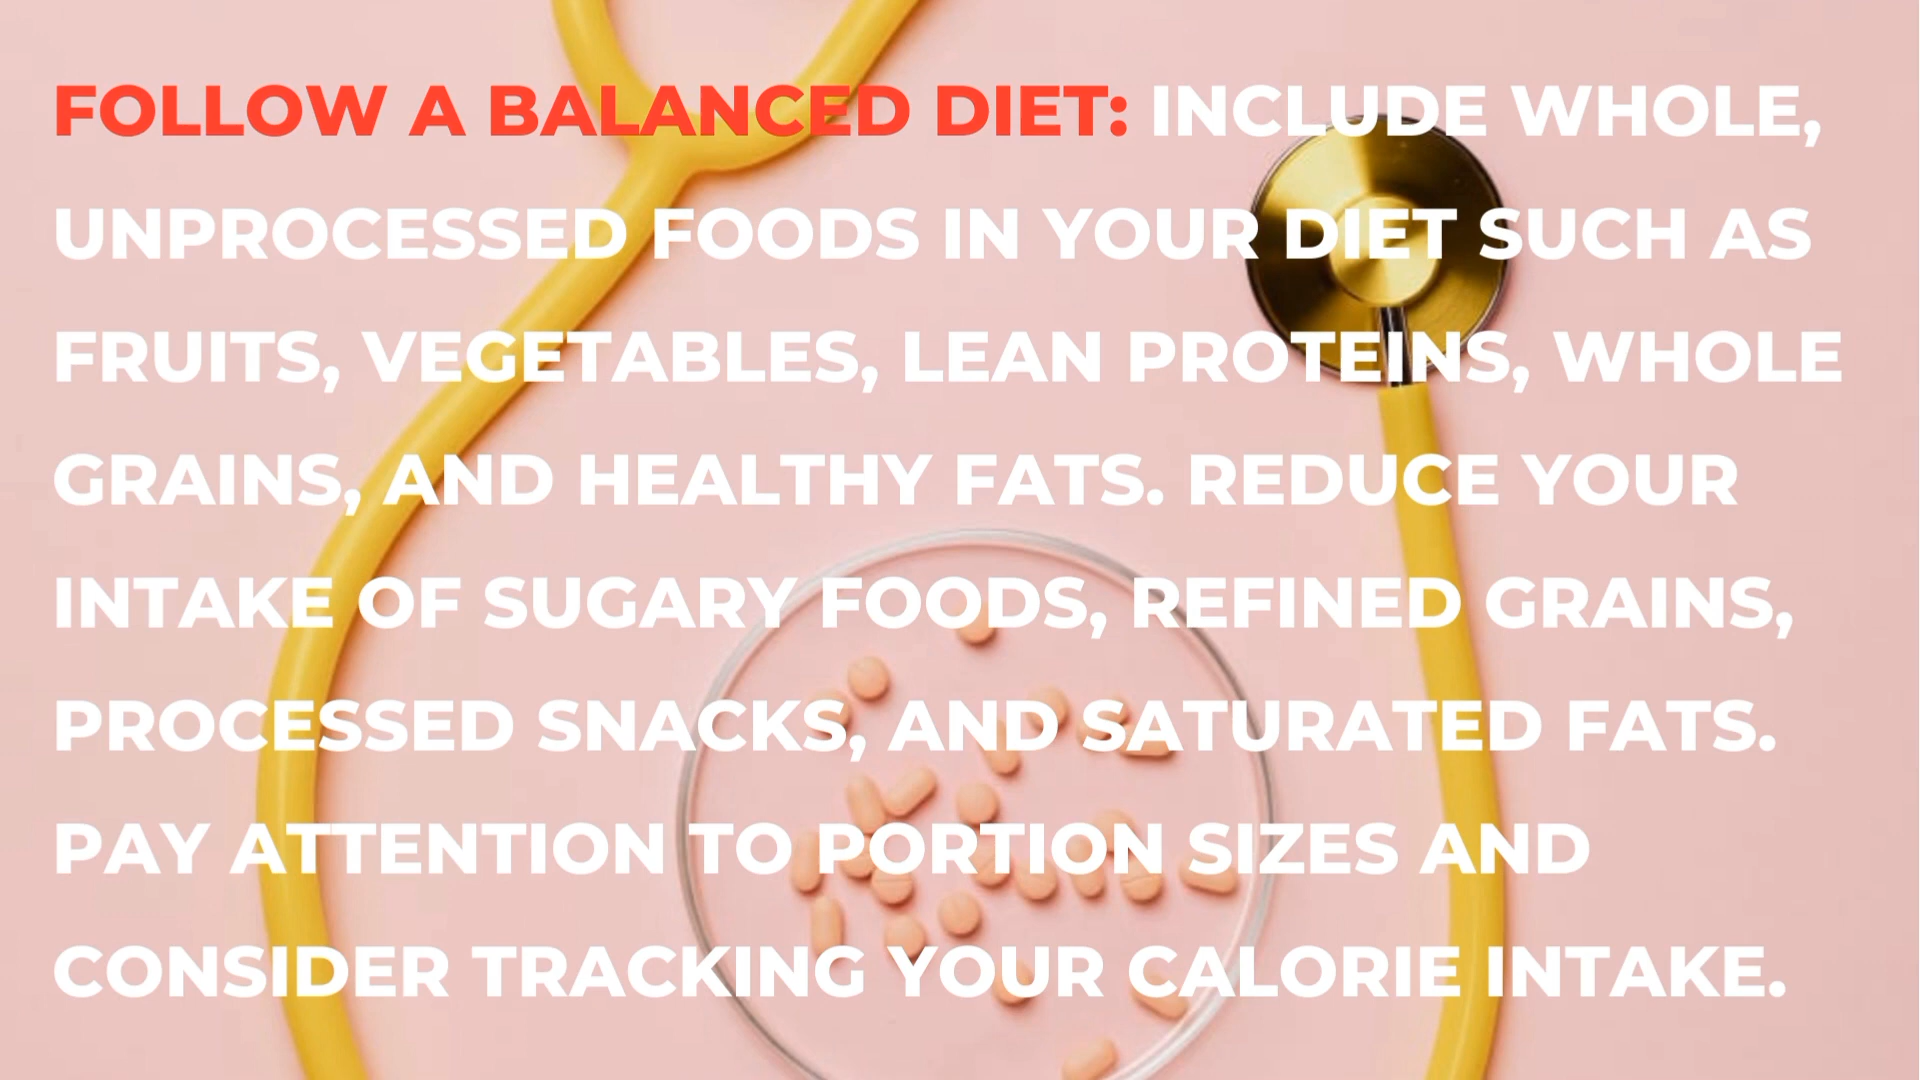 FOLLOW A BALANCED DIET: INCLUDE WHOLE,
UNPROCESSED FOODS IN YOUR DIET SUCH AS
FRUITS, VEGETABLES, LEAN PROTEINS, WHOLE
GRAINS, AND HEALTHY FATS. REDUCE YOUR
INTAKE OF SUGARY FOODS, REFINED GRAINS,
PROCESSED SNACKS, AND SATURATED FATS.
PAY ATTENTION TO PORTION SIZES AND
CONSIDER TRACKING YOUR CALORIE INTAKE.